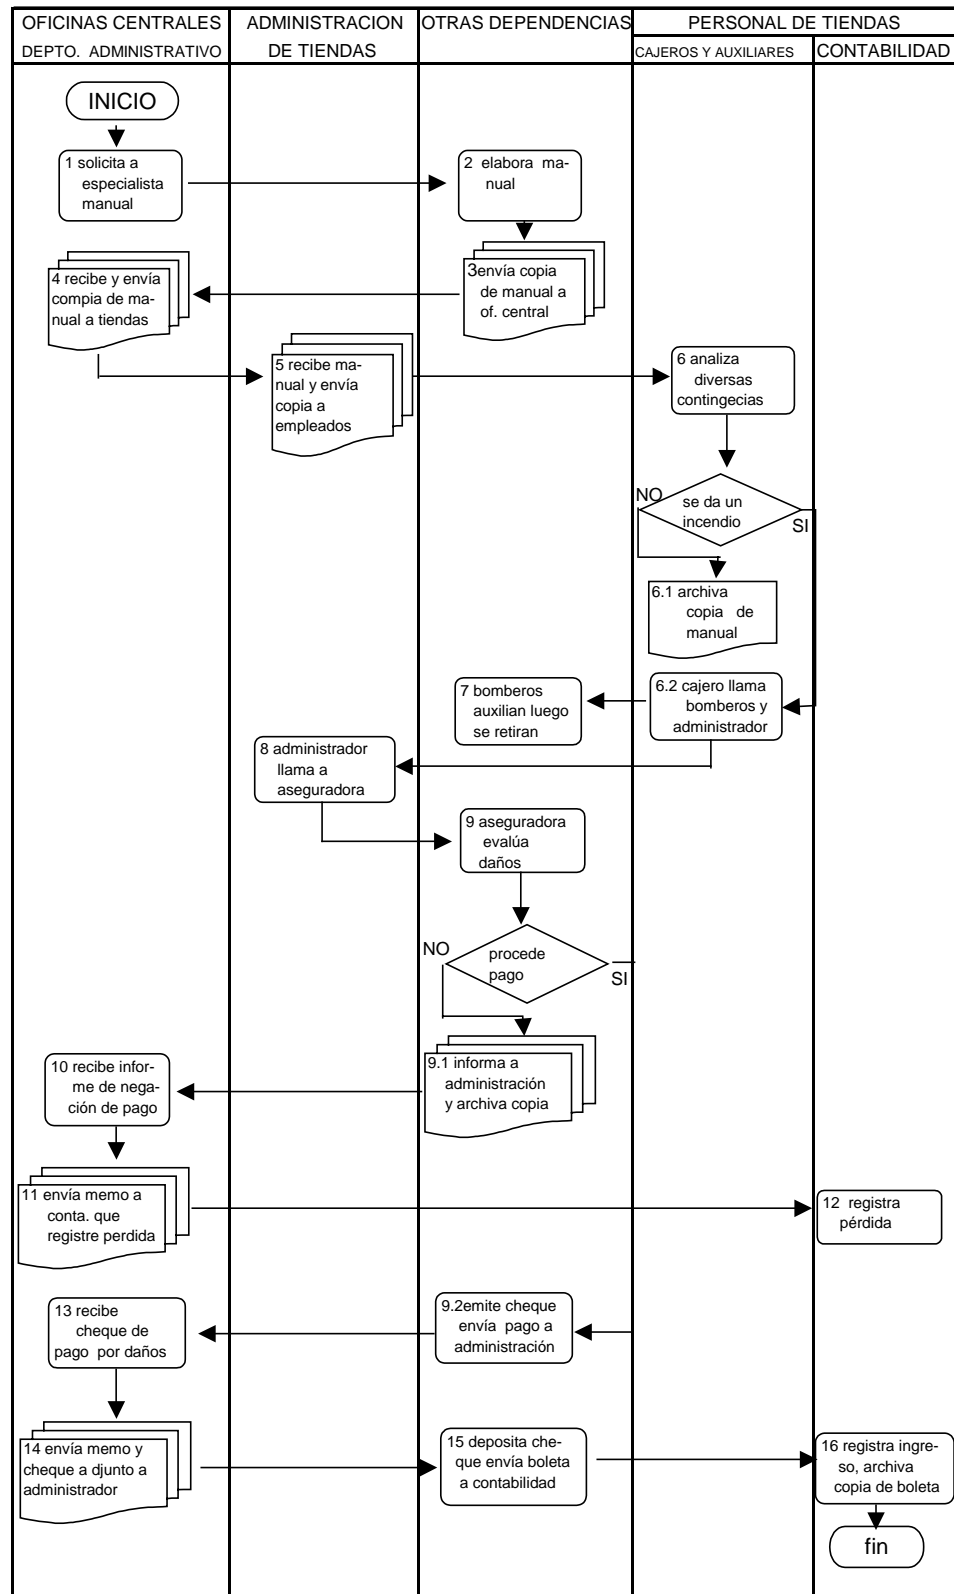 OFICINAS CENTRALES
DEPTO. ADMINISTRATIVO
ADMINISTRACION
DE TIENDAS
OTRAS DEPENDENCIAS
PERSONAL DE TIENDAS
CAJEROS Y AUXILIARES
CONTABILIDAD
INICIO
1 solicita a
especialista
manual
2 elabora ma-
nual
3envía copia
de manual a
of. central
4 recibe y envía
compia de ma-
nual a tiendas
5 recibe ma-
nual y envía
copia a
empleados
6 analiza
diversas
contingecias
NO
se da un
incendio
SI
6.1 archiva
copia de
manual
6.2 cajero llama
bomberos y
administrador
7 bomberos
auxilian luego
se retiran
8 administrador
llama a
aseguradora
9 aseguradora
evalúa
daños
NO
procede
pago
SI
9.1 informa a
administración
y archiva copia
10 recibe infor-
me de nega-
ción de pago
11 envía memo a
conta. que
registre perdida
12 registra
pérdida
9.2emite cheque
envía pago a
administración
13 recibe
cheque de
pago por daños
14 envía memo y
cheque a djunto a
administrador
15 deposita che-
que envía boleta
a contabilidad
16 registra ingre-
so, archiva
copia de boleta
fin